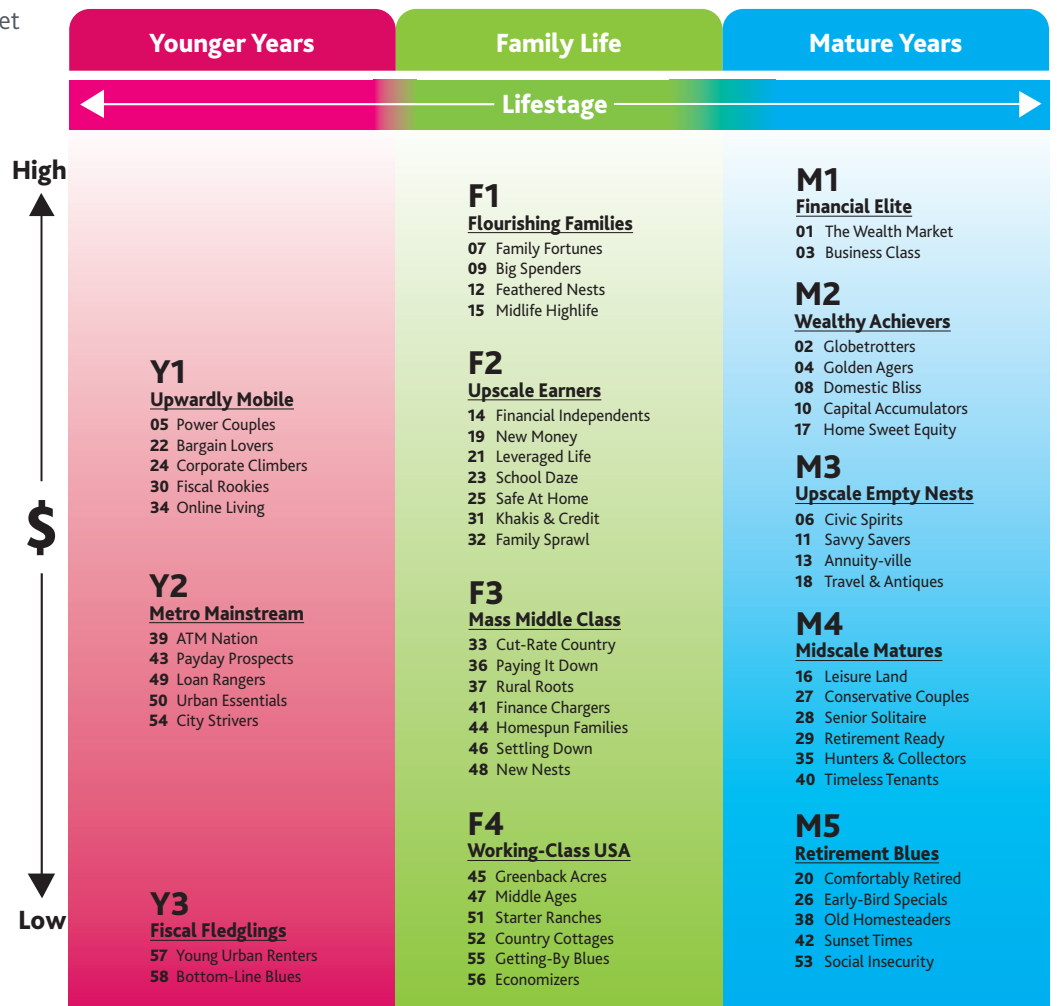 et
Younger Years
Family Life
Mature Years
Lifestage
High
$
Low
Y1
Upwardly Mobile
05 Power Couples
22 Bargain Lovers
24 Corporate Climbers
30 Fiscal Rookies
34 Online Living
Y2
Metro Mainstream
39 ATM Nation
43 Payday Prospects
49 Loan Rangers
50 Urban Essentials
54 City Strivers
Y3
Fiscal Fledglings
57 Young Urban Renters
58 Bottom-Line Blues
F1
Flourishing Families
07 Family Fortunes
09 Big Spenders
12 Feathered Nests
15 Midlife Highlife
F2
Upscale Earners
14 Financial Independents
19 New Money
21 Leveraged Life
23 School Daze
25 Safe At Home
31 Khakis & Credit
32 Family Sprawl
F3
Mass Middle Class
33 Cut-Rate Country
36 Paying It Down
37 Rural Roots
41 Finance Chargers
44 Homespun Families
46 Settling Down
48 New Nests
F4
Working-Class USA
45 Greenback Acres
47 Middle Ages
51 Starter Ranches
52 Country Cottages
55 Getting-By Blues
56 Economizers
M1
Financial Elite
01 The Wealth Market
03 Business Class
M2
Wealthy Achievers
02 Globetrotters
04 Golden Agers
08 Domestic Bliss
10 Capital Accumulators
17 Home Sweet Equity
M3
Upscale Empty Nests
06 Civic Spirits
11 Savvy Savers
13 Annuity-ville
18 Travel & Antiques
M4
Midscale Matures
16 Leisure Land
27 Conservative Couples
28 Senior Solitaire
29 Retirement Ready
35 Hunters & Collectors
40 Timeless Tenants
M5
Retirement Blues
20 Comfortably Retired
26 Early-Bird Specials
38 Old Homesteaders
42 Sunset Times
53 Social Insecurity